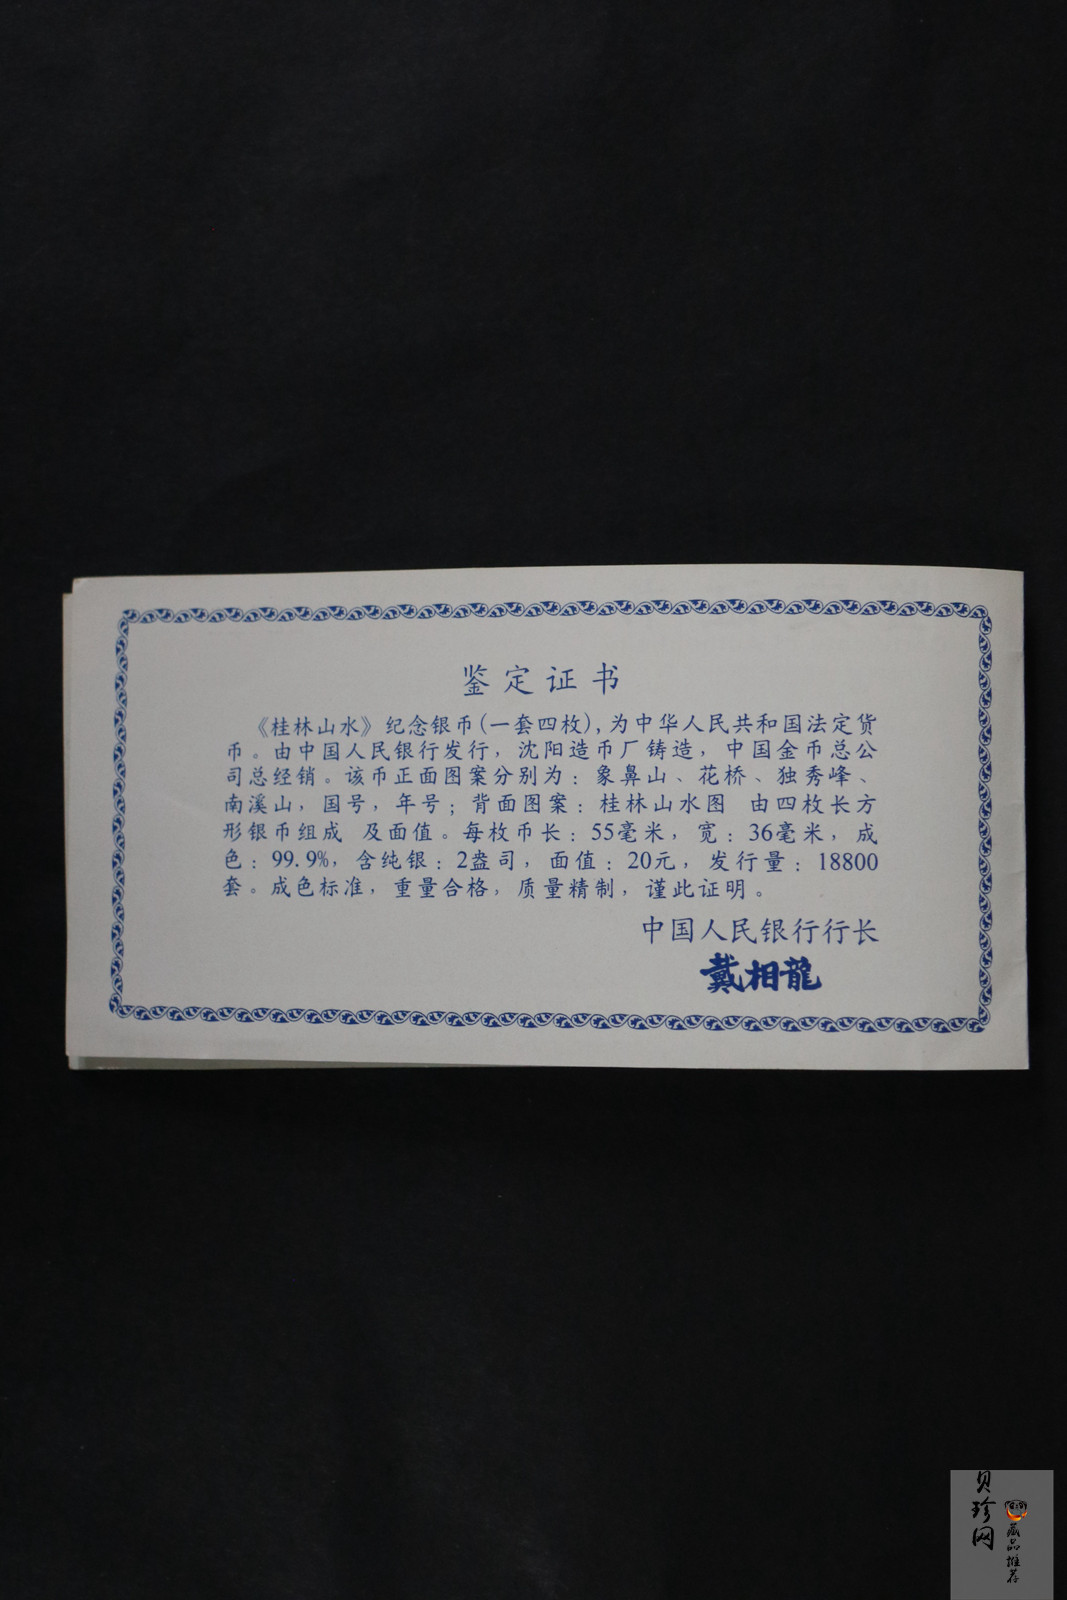 鉴定证书
《桂林山水》纪念银币(一套四枚),为中华人民共和国法定货
币。由中国人民银行发行，沈阳造币厂铸造，中国金币总公
司总经销。该币正面图案分别为：象鼻山、花桥、独秀峰、
南溪山，国号，年号；背面图案：桂林山水图 由四枚长方
形银币组成 及面值。每枚币长：55毫米，宽：36毫米，成
色：99.9%，含纯银：2盎司，面值：20元，发行量：18800
套。成色标准，重量合格，质量精制，谨此证明。
中国人民银行行长
戴相龍
贝珍网
藏品推荐